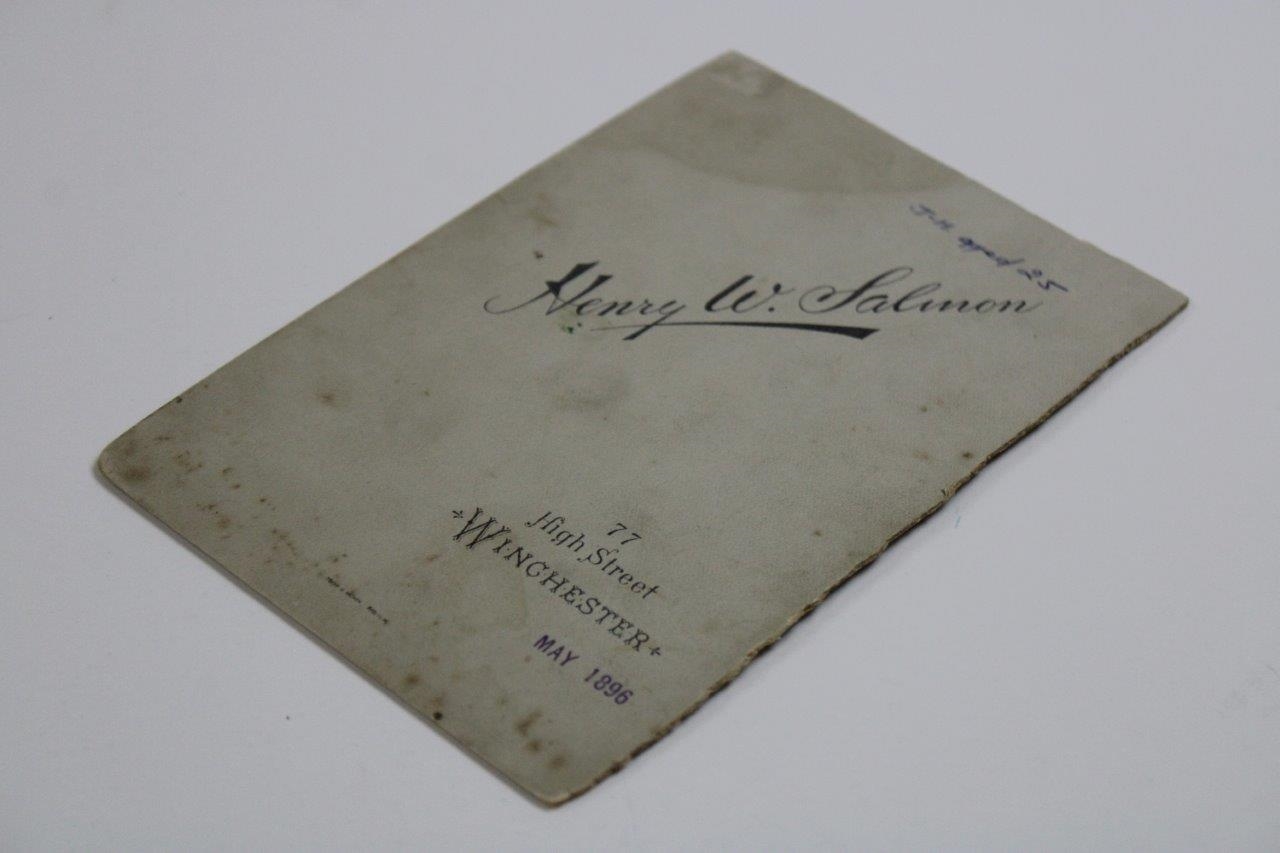 J.H. aged 25
Henry W. Salmon
77
High Street
WINCHESTER
MAY 1896